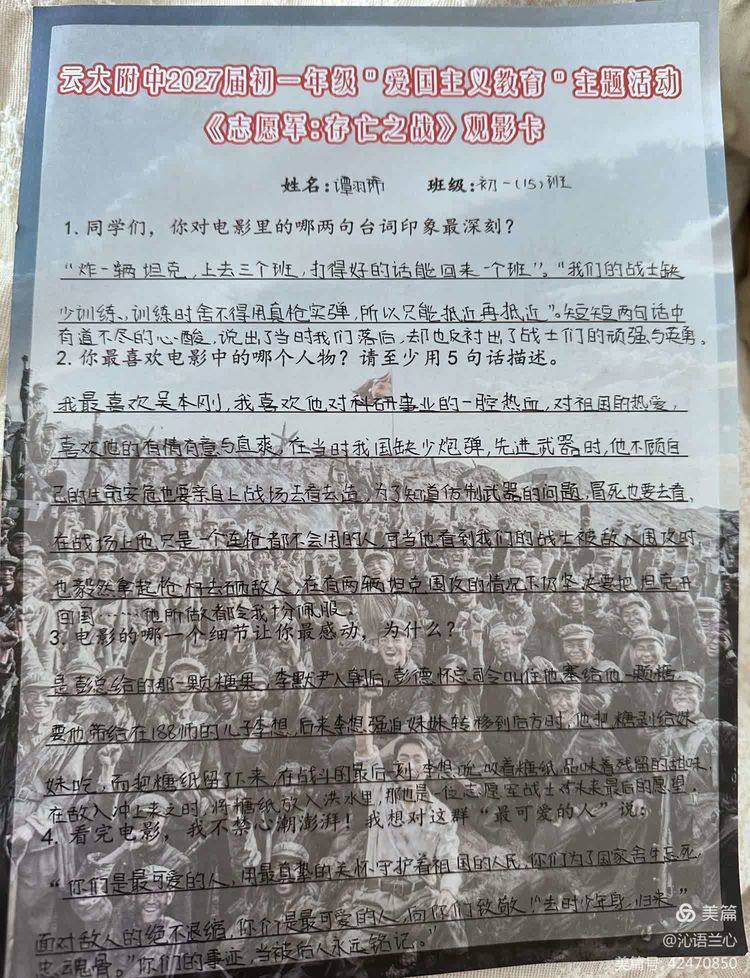 云大附中2027届初一年级"爱国主义教育"主题活动
《志愿军:存亡之战》观影卡
姓名:谭羽 班级:初一(15)班
1. 同学们,你对电影里的哪两句台词印象最深刻?
"炸一辆坦克,上去三个班,打得好的话能回来一个班"。"我们的战士缺
少训练、训练时舍不得用真枪实弹,所以只能抵近再抵近"。短短两句话中
有道不尽的心酸,说出了当时我们落后,却也反衬出了战士们的顽强与英勇。
2. 你最喜欢电影中的哪个人物?请至少用5句话描述。
我最喜欢吴本刚,我喜欢他对科研事业的一腔热血,对祖国的热爱,
喜欢他的有情有意与直爽,在当时我国缺少炮弹,先进武器时,他不顾自
己的生命安危也要亲自上战场去看去造,为了知道仿制武器的问题,冒死也要去看,
在战场上他只是一个连枪都不会用的人,可当他看到我们的战士被敌人围攻时
也毅然拿起枪 去砸敌人,在有两辆坦克围攻的情况下仍坚决要把坦克开
回国……他所做都令我十分佩服。
3. 电影的哪一个细节让你最感动,为什么?
是彭总给的那一颗糖果,李默尹入朝后,彭德怀总司令叫住他塞给他一颗糖
要他带给在188师的儿子李想,后来李想强迫妹妹转移到后方时,他把糖剥给妹
妹吃,而把糖纸留了下来,在战斗的最后一刻,李想 吸着糖纸,品味着残留的甜味,
在敌人冲上来之时,将糖纸放入洪水里,那也是一位志愿军战士对未来最后的愿望。
4. 看完电影,我不禁心潮澎湃!我想对这群"最可爱的人"说:
"你们是最可爱的人,用最真挚的关怀守护着祖国的人民,你们为了国家舍生忘死,
面对敌人的绝不退缩,你们是最可爱的人,向你们致敬!"去时少年身,归来
忠魂骨。"你们的事迹,当被后人永远铭记。"
美篇
@沁语兰心
美篇号:42470850